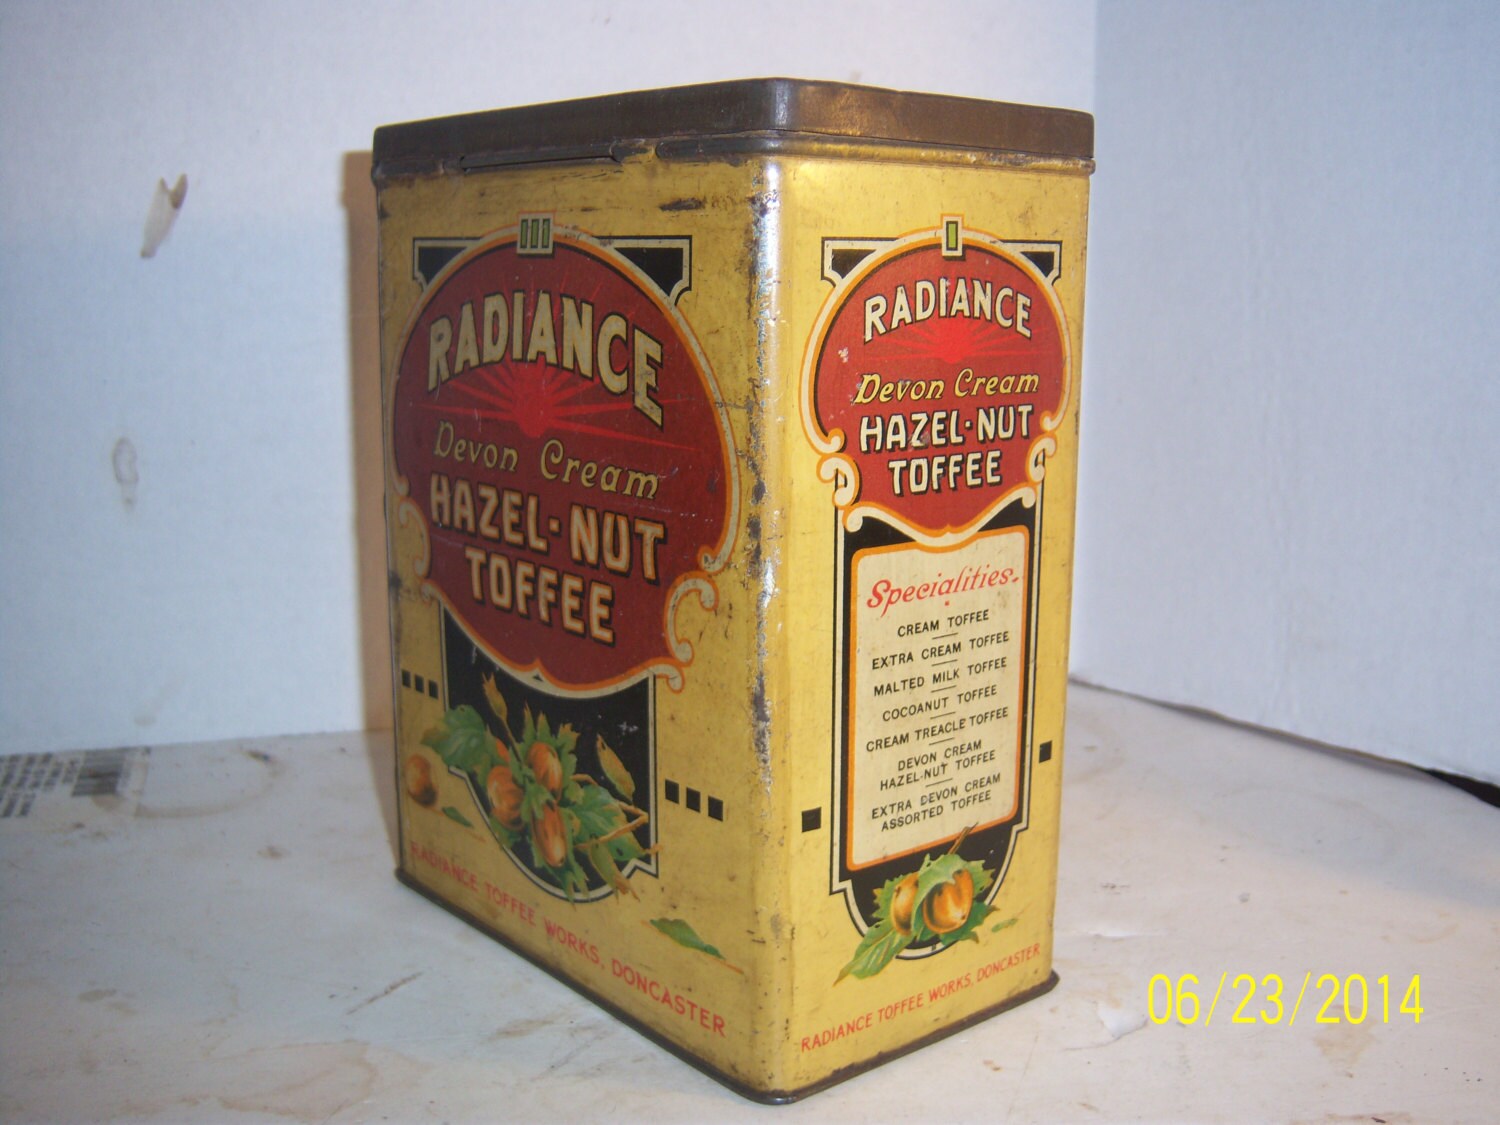 RADIANCE
Devon Cream
HAZEL·NUT
TOFFEE
RADIANCE TOFFEE WORKS, DONCASTER
RADIANCE
Devon Cream
HAZEL·NUT
TOFFEE
Specialities.
CREAM TOFFEE
EXTRA CREAM TOFFEE
MALTED MILK TOFFEE
COCOANUT TOFFEE
CREAM TREACLE TOFFEE
DEVON CREAM
HAZEL-NUT TOFFEE
EXTRA DEVON CREAM
ASSORTED TOFFEE
RADIANCE TOFFEE WORKS, DONCASTER
06/23/2014